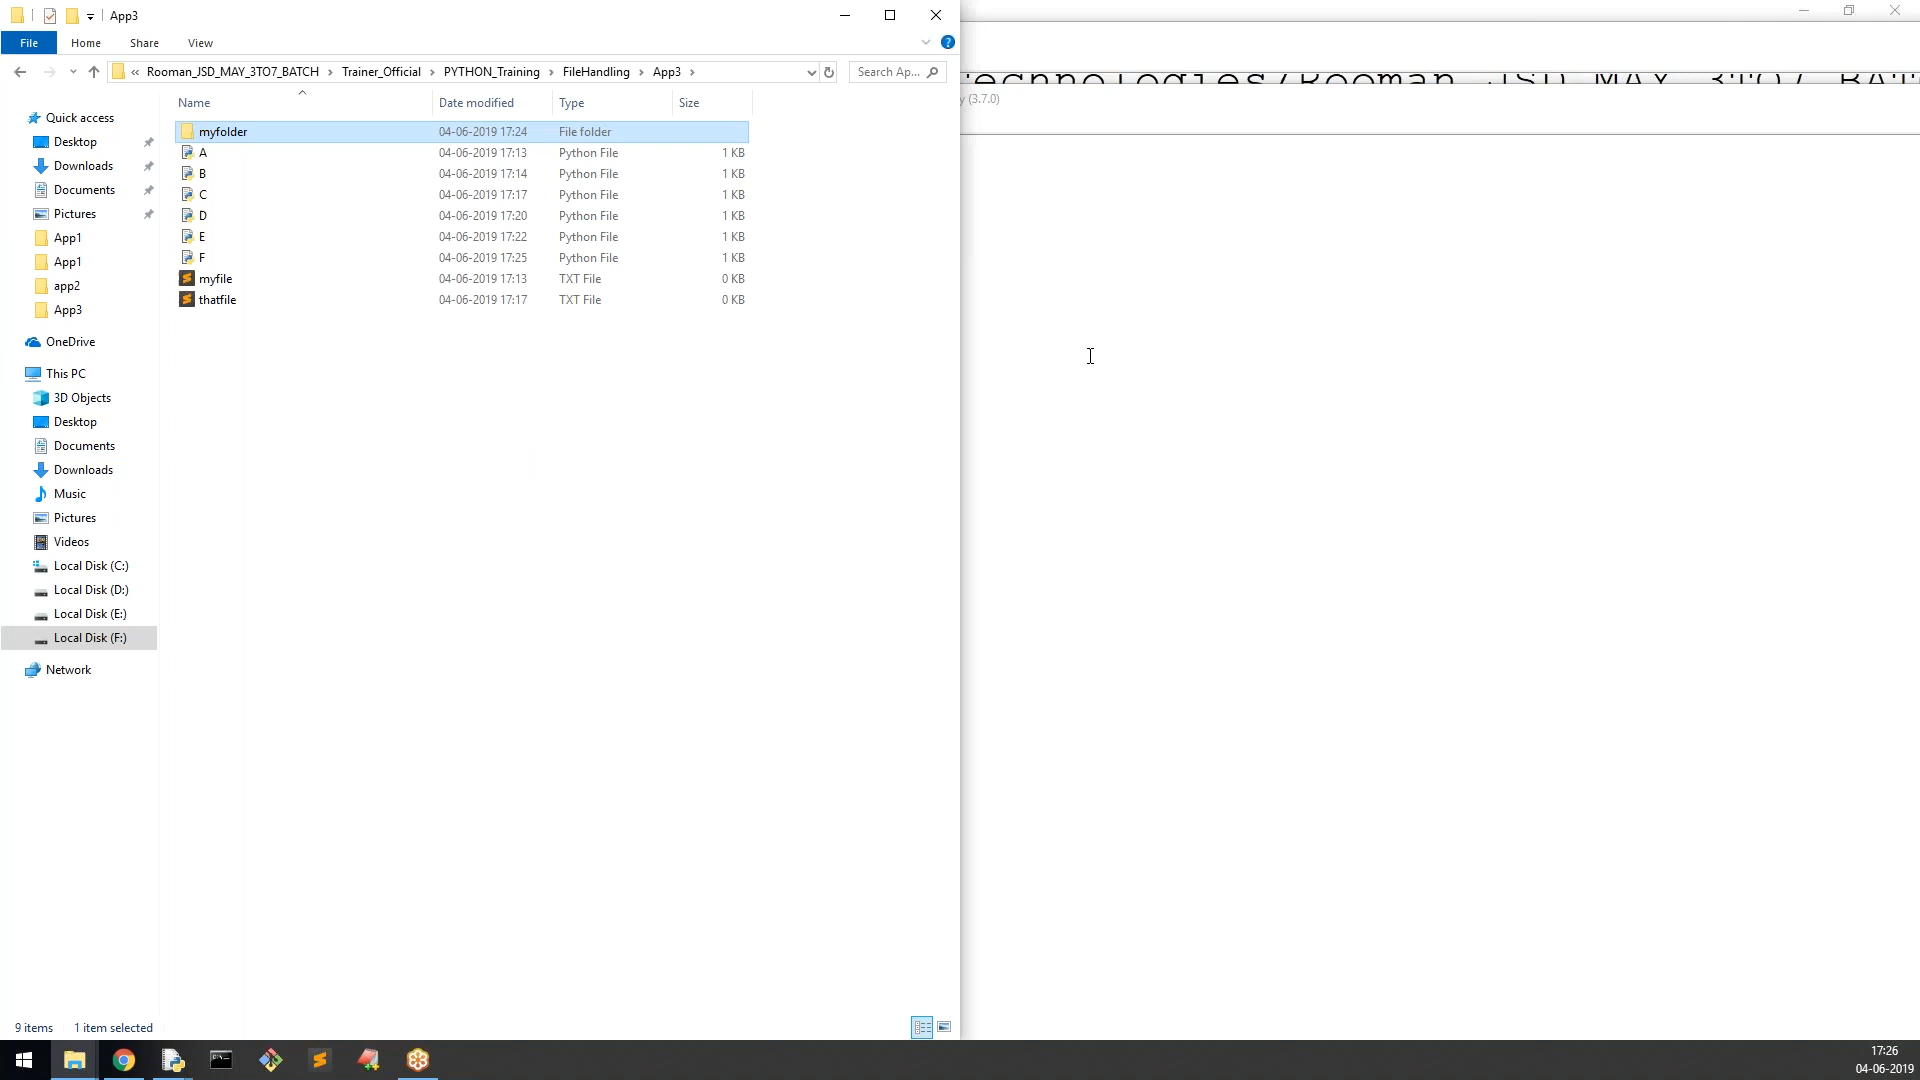 App3
File Home Share View
« Rooman_JSD_MAY_3TO7_BATCH › Trainer_Official › PYTHON_Training › FileHandling › App3 ›
Search Ap...
Technologies/Rooman_JSD_MAY_3TO7_BAT
y (3.7.0)
Name Date modified Type Size
myfolder 04-06-2019 17:24 File folder
A 04-06-2019 17:13 Python File 1 KB
B 04-06-2019 17:14 Python File 1 KB
C 04-06-2019 17:17 Python File 1 KB
D 04-06-2019 17:20 Python File 1 KB
E 04-06-2019 17:22 Python File 1 KB
F 04-06-2019 17:25 Python File 1 KB
myfile 04-06-2019 17:13 TXT File 0 KB
thatfile 04-06-2019 17:17 TXT File 0 KB
Quick access
Desktop
Downloads
Documents
Pictures
App1
App1
app2
App3
OneDrive
This PC
3D Objects
Desktop
Documents
Downloads
Music
Pictures
Videos
Local Disk (C:)
Local Disk (D:)
Local Disk (E:)
Local Disk (F:)
Network
9 items 1 item selected
17:26
04-06-2019